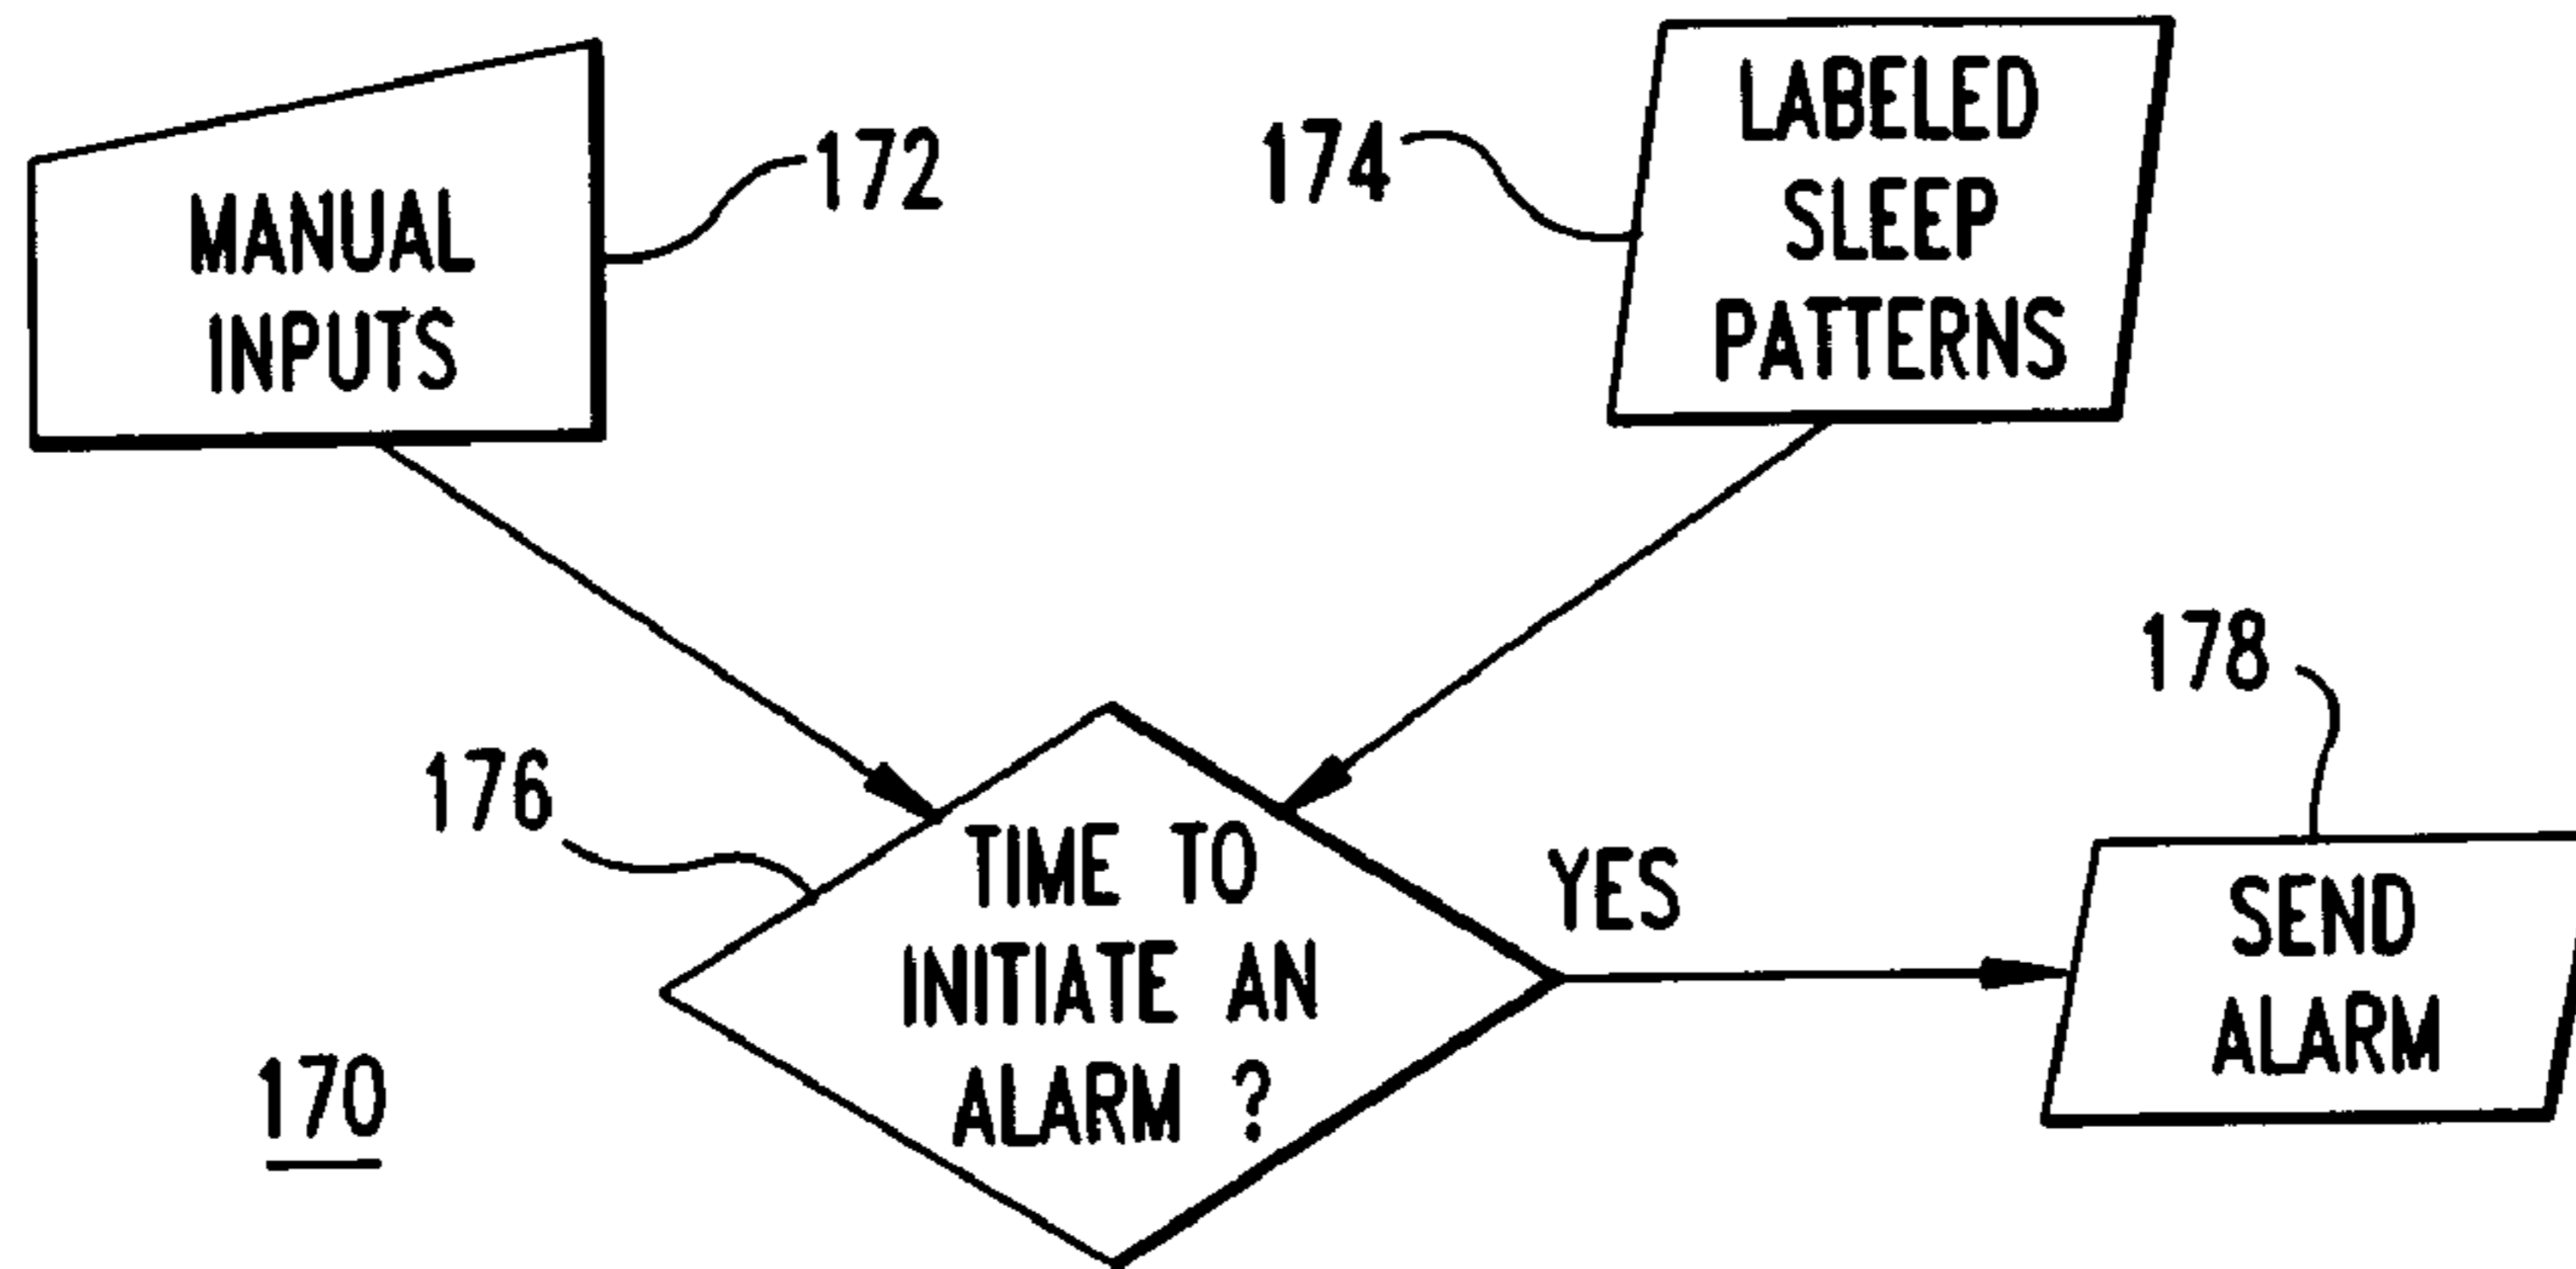 MANUAL
INPUTS
172
174
LABELED
SLEEP
PATTERNS
176
TIME TO
INITIATE AN
ALARM ?
YES
178
SEND
ALARM
170